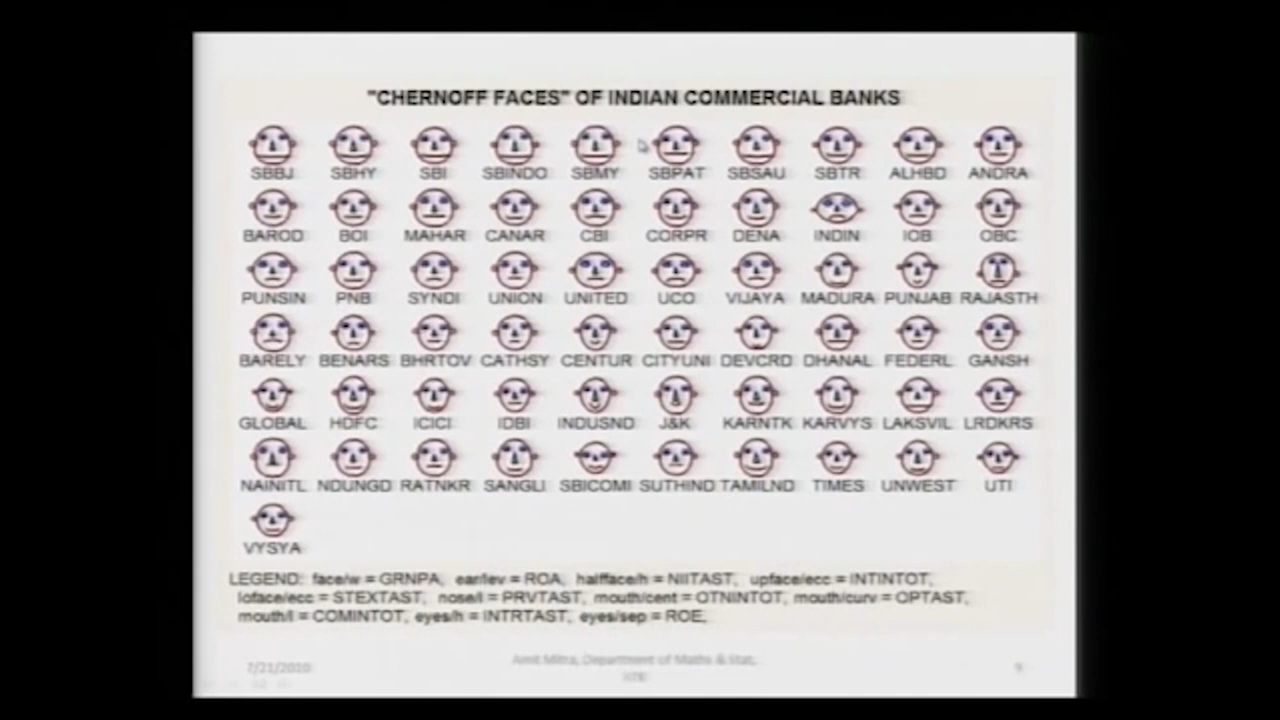 "CHERNOFF FACES" OF INDIAN COMMERCIAL BANKS
SBBJ SBHY SBI SBINDO SBMY SBPAT SBSAU SBTR ALHBD ANDRA
BAROD BOI MAHAR CANAR CBI CORPR DENA INDIN IOB OBC
PUNSIN PNB SYNDI UNION UNITED UCO VIJAYA MADURA PUNJAB RAJASTH
BARELY BENARS BHRTOV CATHSY CENTUR CITYUNI DEVCRD DHANAL FEDERL GANSH
GLOBAL HDFC ICICI IDBI INDUSND J&K KARNTK KARVYS LAKSVIL LRDKRS
NAINITL NDUNGD RATNKR SANGLI SBICOMI SUTHIND TAMILND TIMES UNWEST UTI
VYSYA
LEGEND: face/w = GRNPA, ear/lev = ROA, halfface/h = NIITAST, upface/ecc = INTINTOT,
loface/ecc = STEXTAST, nose/l = PRVTAST, mouth/cent = OTNINTOT, mouth/curv = OPTAST,
mouth/l = COMINTOT, eyes/h = INTRTAST, eyes/sep = ROE,
7/21/2010 Amit Mitra, Department of Maths & Stat, 9